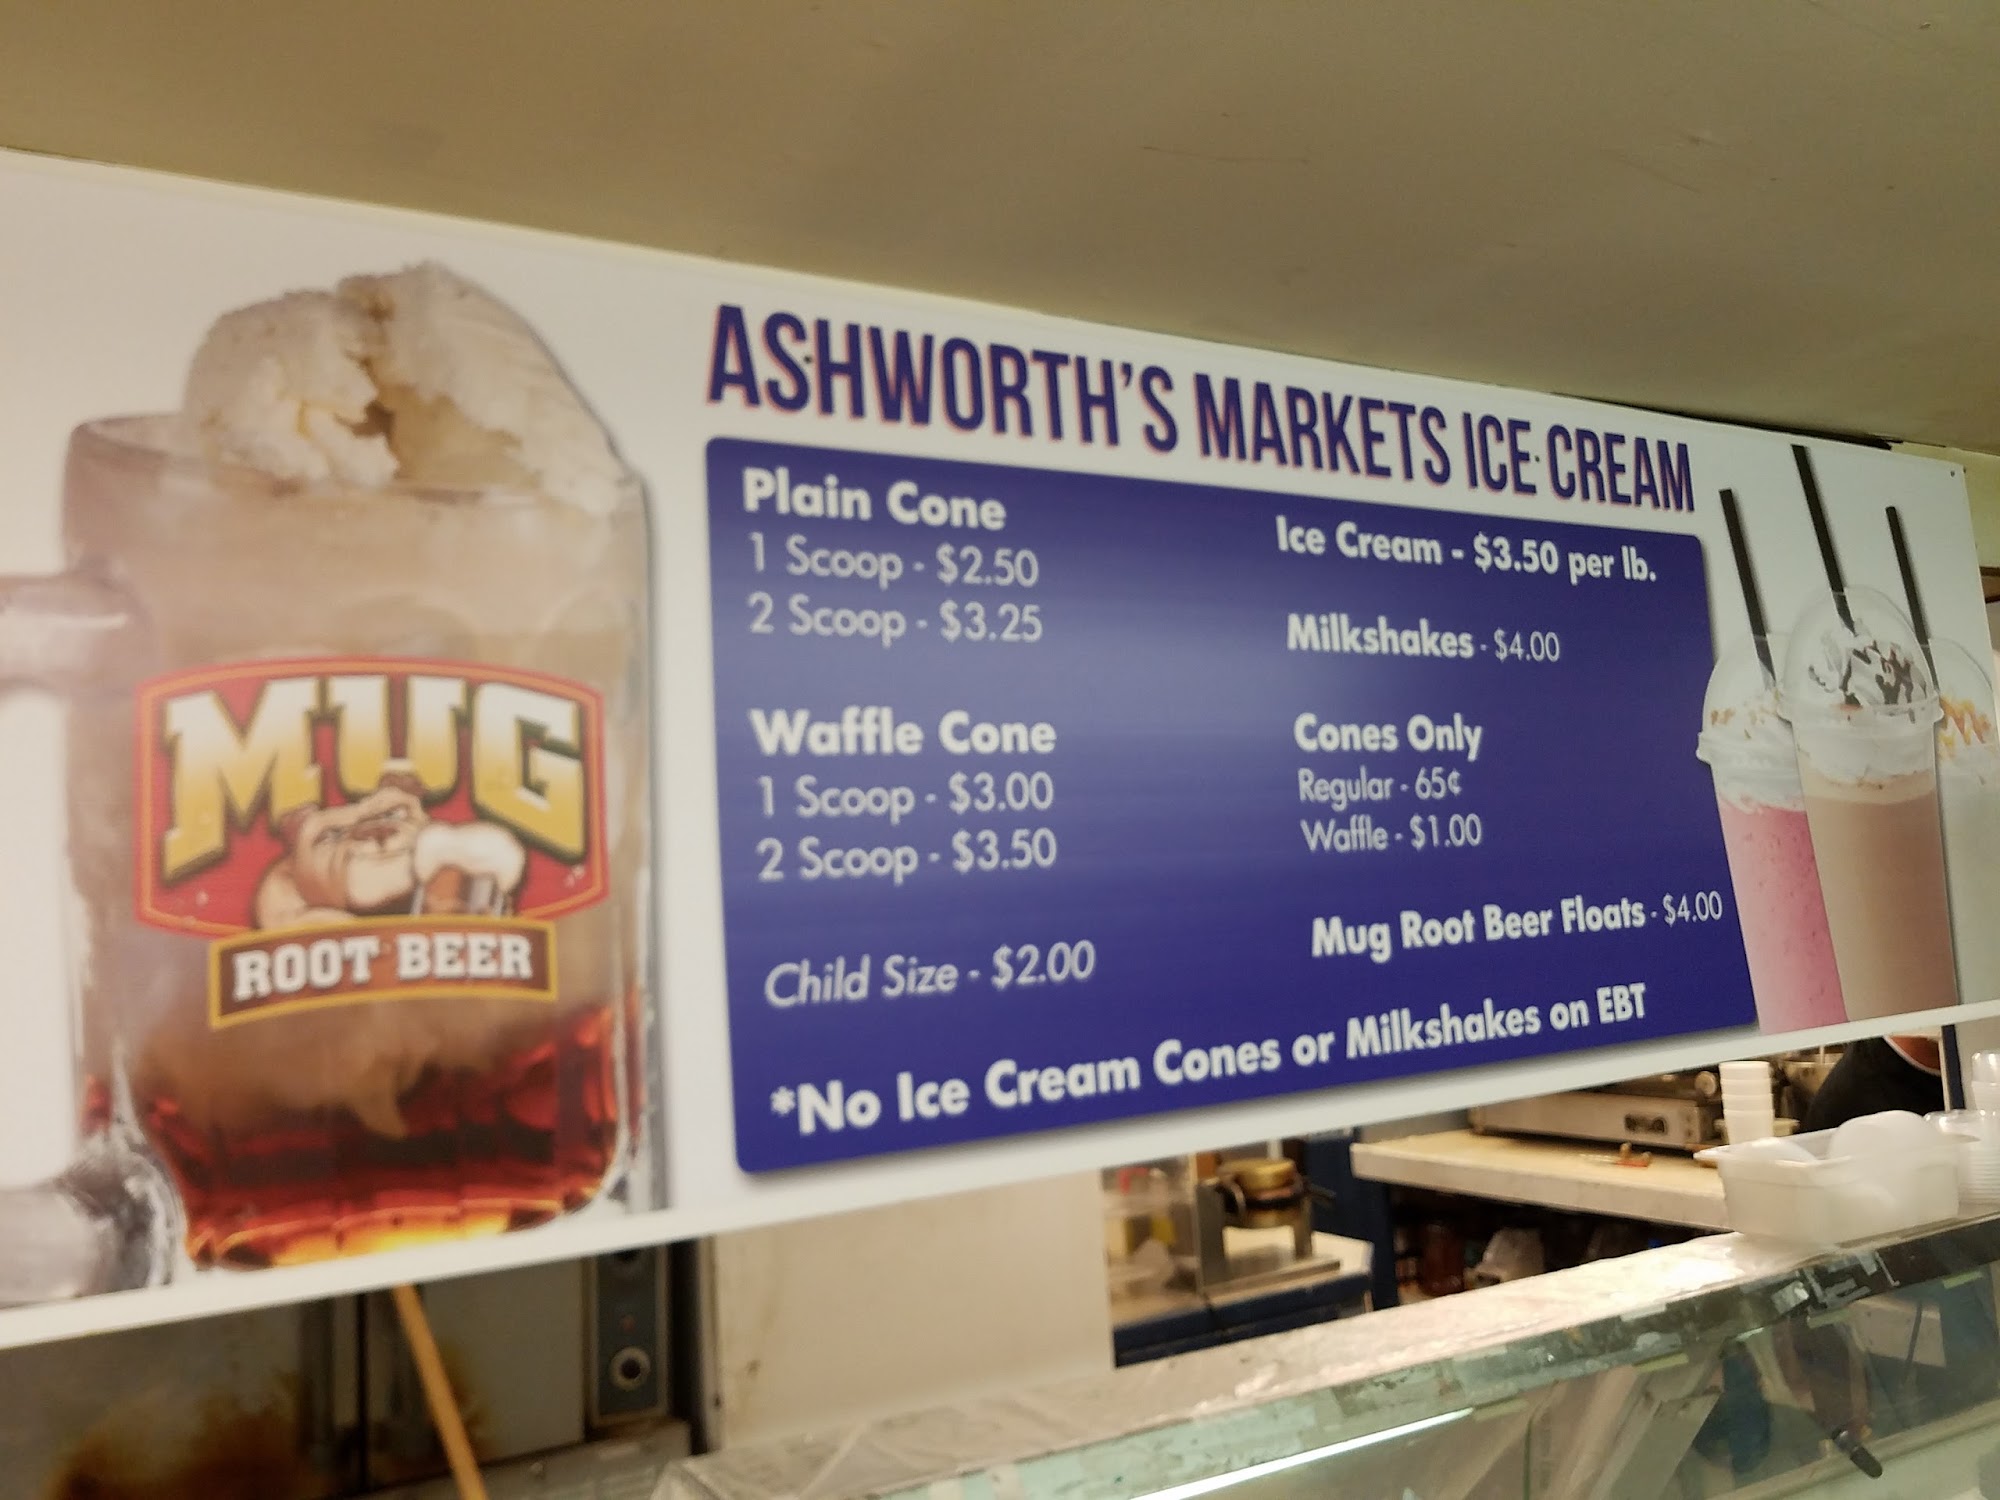 ASHWORTH'S MARKETS ICE CREAM
Plain Cone
1 Scoop - $2.50
2 Scoop - $3.25
Waffle Cone
1 Scoop - $3.00
2 Scoop - $3.50
Child Size - $2.00
Ice Cream - $3.50 per lb.
Milkshakes - $4.00
Cones Only
Regular - 65¢
Waffle - $1.00
Mug Root Beer Floats - $4.00
*No Ice Cream Cones or Milkshakes on EBT
MUG
ROOT BEER